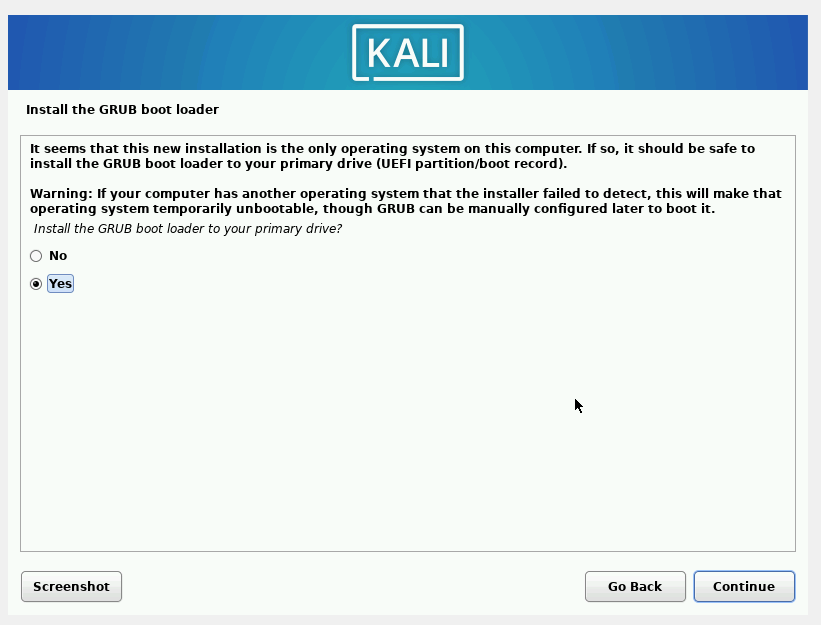 KALI
Install the GRUB boot loader
It seems that this new installation is the only operating system on this computer. If so, it should be safe to
install the GRUB boot loader to your primary drive (UEFI partition/boot record).
Warning: If your computer has another operating system that the installer failed to detect, this will make that
operating system temporarily unbootable, though GRUB can be manually configured later to boot it.
Install the GRUB boot loader to your primary drive?
No
Yes
Screenshot
Go Back
Continue